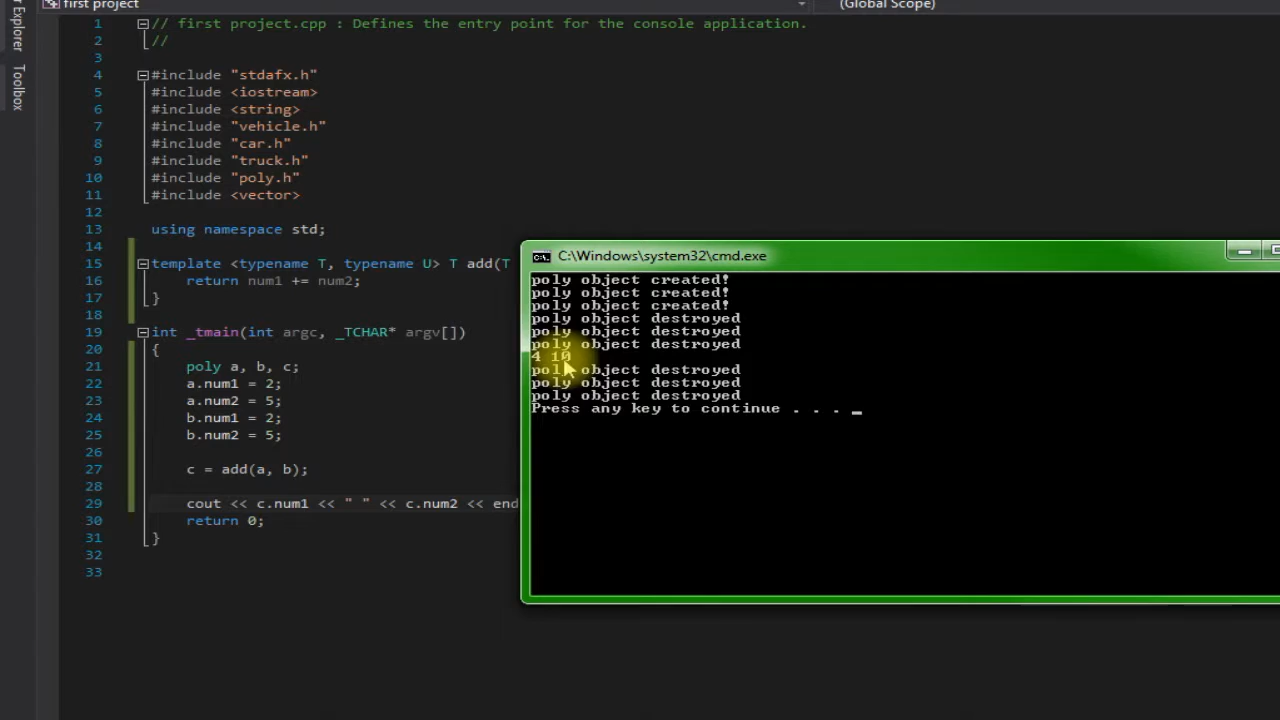 first project
(Global Scope)
r Explorer
Toolbox
1 // first project.cpp : Defines the entry point for the console application.
2 //
3
4 #include "stdafx.h"
5 #include <iostream>
6 #include <string>
7 #include "vehicle.h"
8 #include "car.h"
9 #include "truck.h"
10 #include "poly.h"
11 #include <vector>
12
13 using namespace std;
14
15 template <typename T, typename U> T add(T
16 return num1 += num2;
17 }
18
19 int _tmain(int argc, _TCHAR* argv[])
20 {
21 poly a, b, c;
22 a.num1 = 2;
23 a.num2 = 5;
24 b.num1 = 2;
25 b.num2 = 5;
26
27 c = add(a, b);
28
29 cout << c.num1 << " " << c.num2 << end
30 return 0;
31 }
32
33
C:\Windows\system32\cmd.exe
poly object created!
poly object created!
poly object created!
poly object destroyed
poly object destroyed
poly object destroyed
4 10
poly object destroyed
poly object destroyed
poly object destroyed
Press any key to continue . . . _